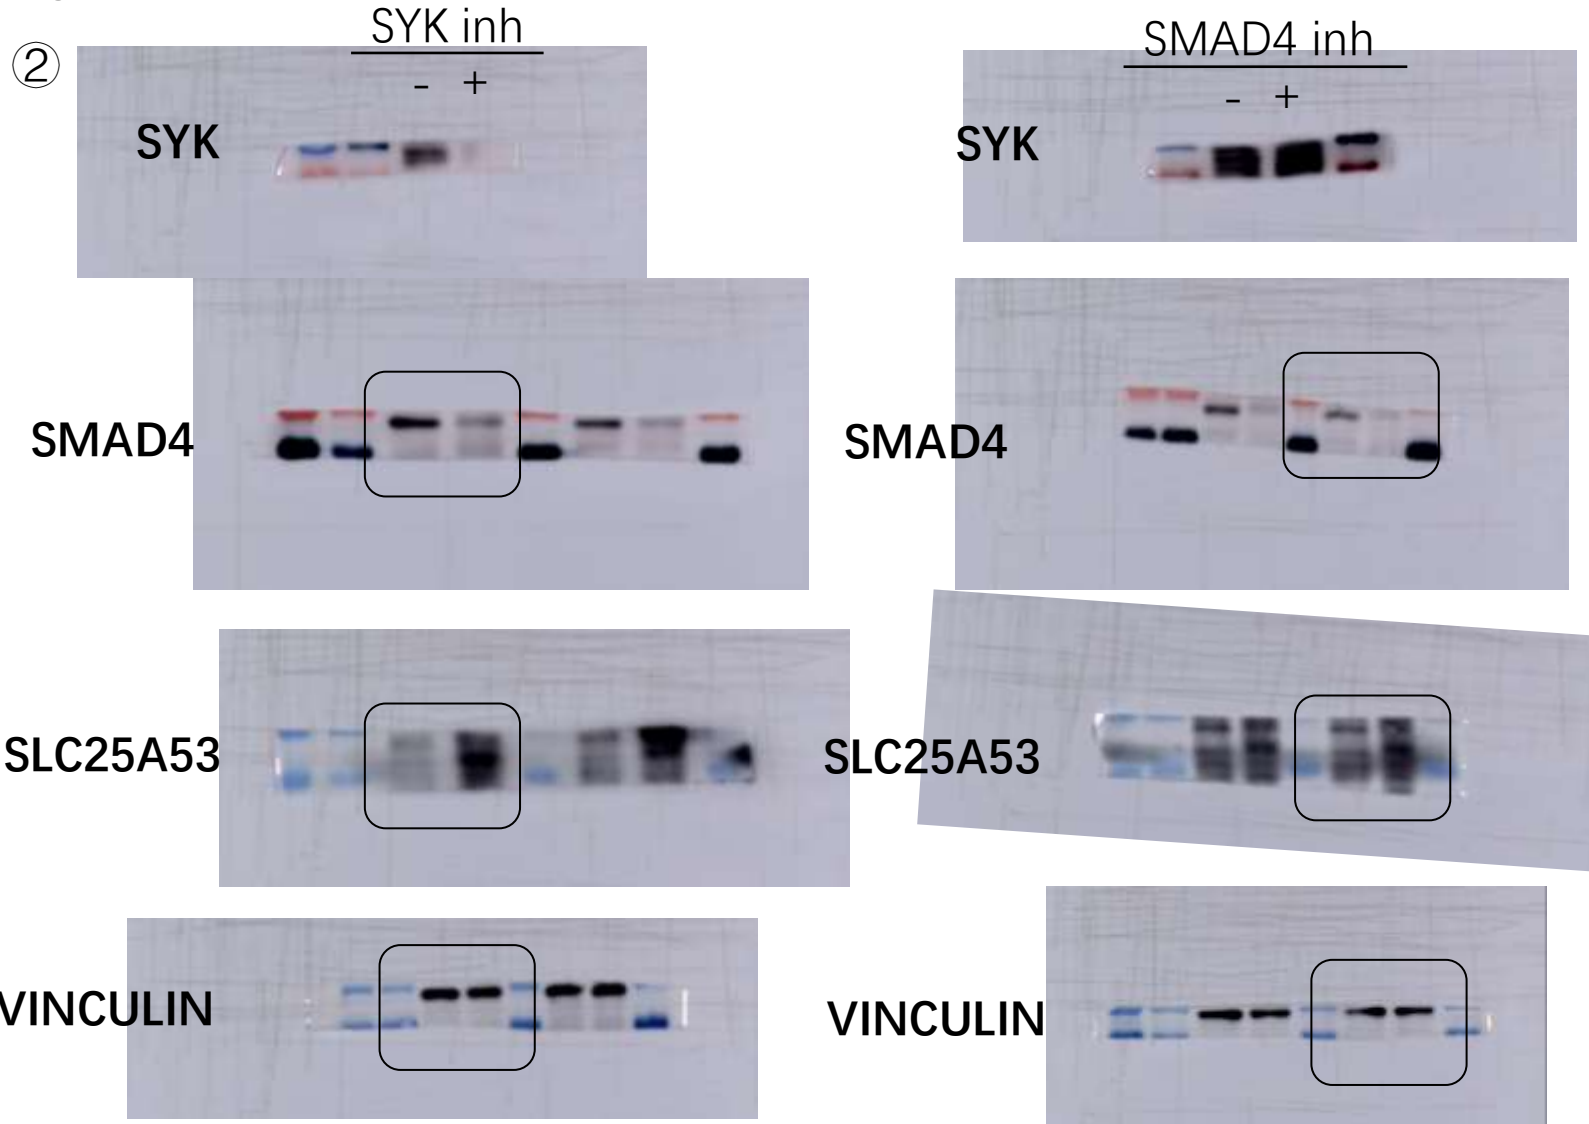 ②
SYK inh
- +
SYK
SMAD4
SLC25A53
VINCULIN
SMAD4 inh
- +
SYK
SMAD4
SLC25A53
VINCULIN